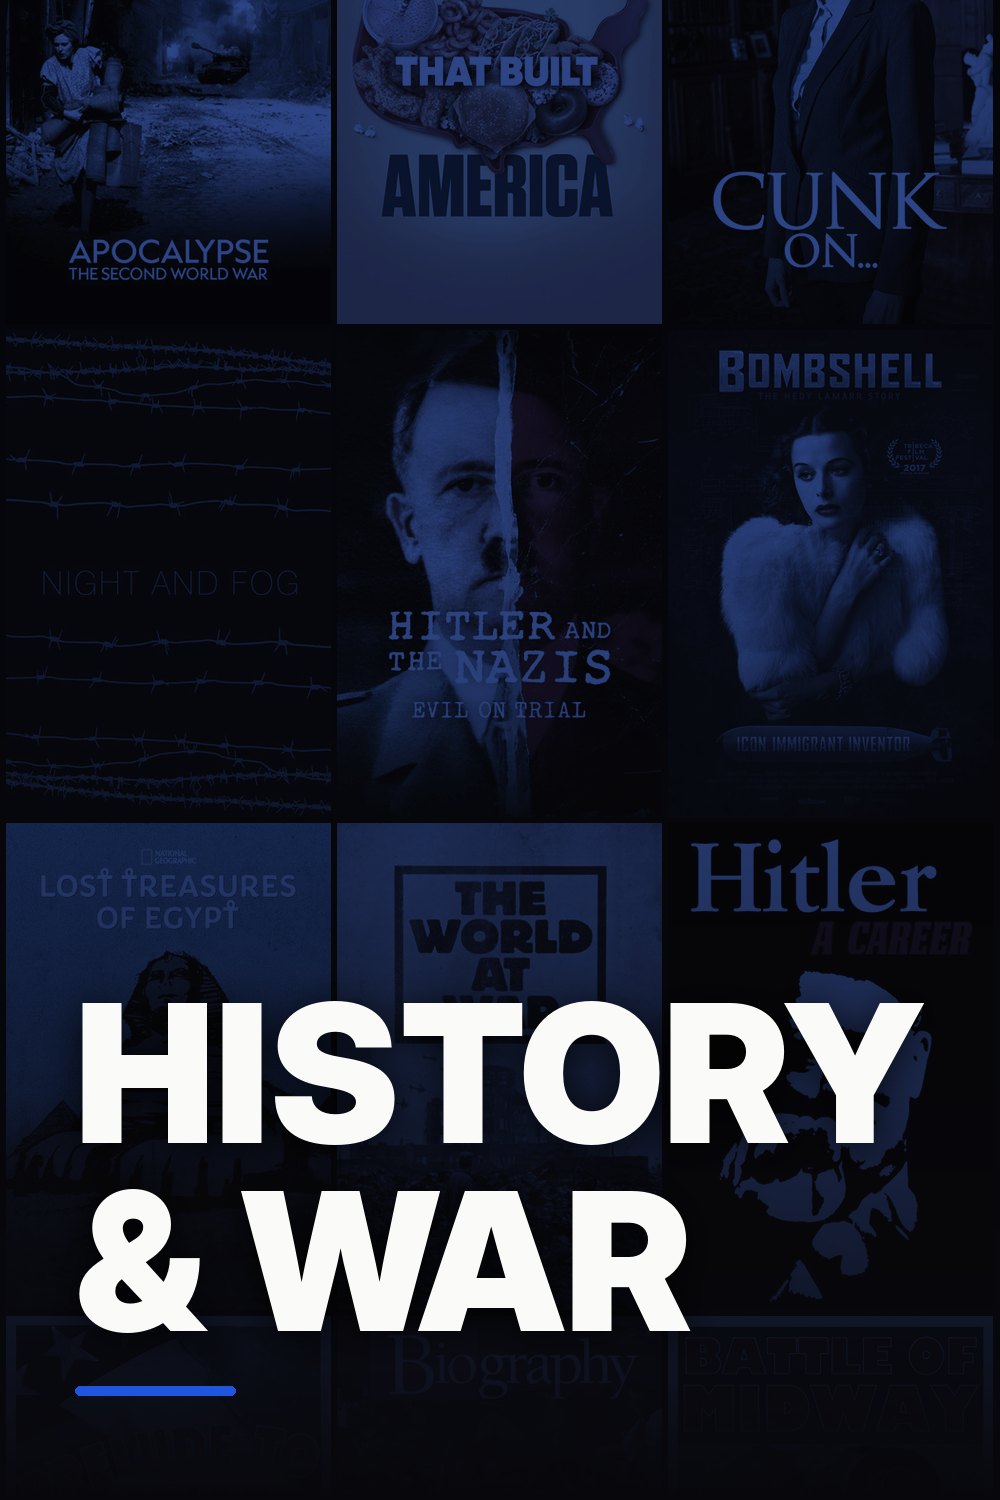 THAT BUILT
AMERICA
APOCALYPSE
THE SECOND WORLD WAR
CUNK
ON...
NIGHT AND FOG
HITLER AND
THE NAZIS
EVIL ON TRIAL
BOMBSHELL
THE HEDY LAMARR STORY
TRIBECA
FILM
FESTIVAL
2017
ICON IMMIGRANT INVENTOR
NATIONAL
GEOGRAPHIC
LOST TREASURES
OF EGYPT
THE
WORLD
AT
WAR
Hitler
A CAREER
HISTORY
& WAR
Biography
BATTLE OF
MIDWAY